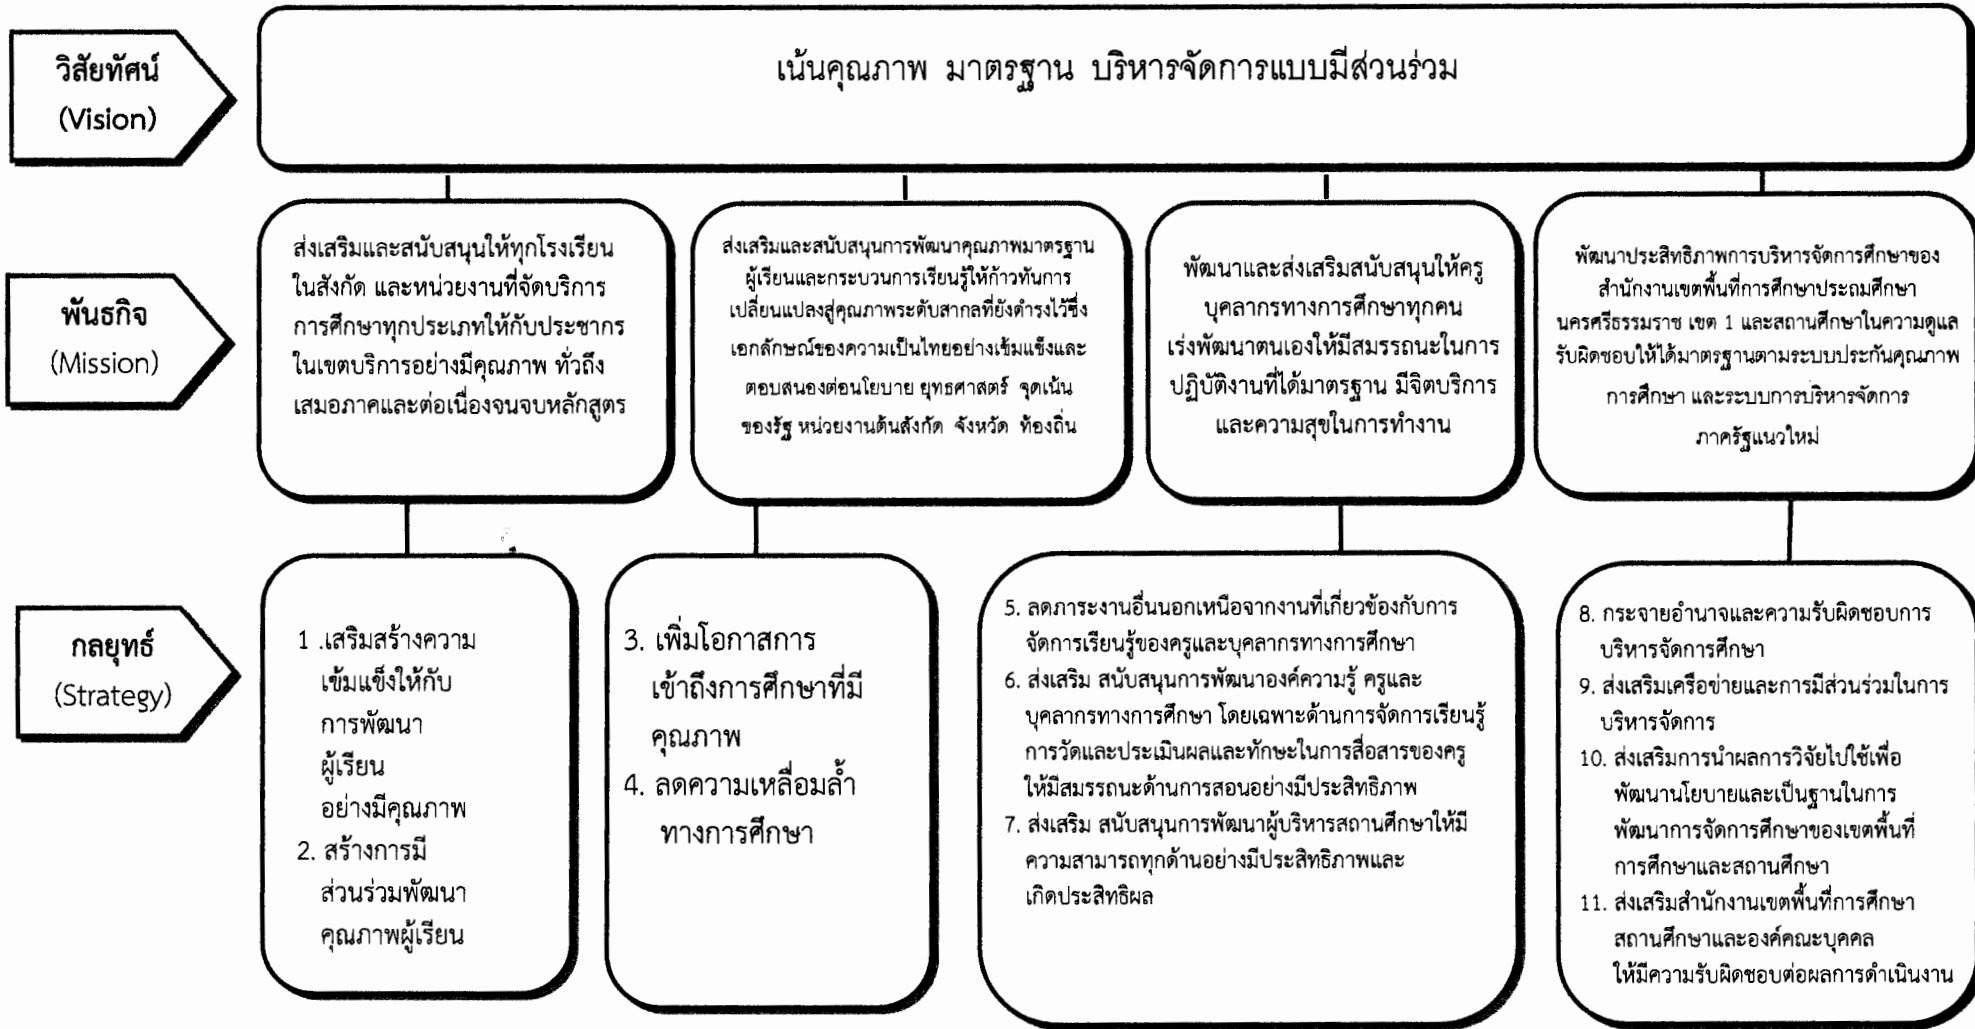 วิสัยทัศน์
(Vision)
เน้นคุณภาพ มาตรฐาน บริหารจัดการแบบมีส่วนร่วม
พันธกิจ
(Mission)
ส่งเสริมและสนับสนุนให้ทุกโรงเรียน
ในสังกัด และหน่วยงานที่จัดบริการ
การศึกษาทุกประเภทให้กับประชากร
ในเขตบริการอย่างมีคุณภาพ ทั่วถึง
เสมอภาคและต่อเนื่องจนจบหลักสูตร
ส่งเสริมและสนับสนุนการพัฒนาคุณภาพมาตรฐาน
ผู้เรียนและกระบวนการเรียนรู้ให้ก้าวทันการ
เปลี่ยนแปลงสู่คุณภาพระดับสากลที่ยังดำรงไว้ซึ่ง
เอกลักษณ์ของความเป็นไทยอย่างเข้มแข็งและ
ตอบสนองต่อนโยบาย ยุทธศาสตร์ จุดเน้น
ของรัฐ หน่วยงานต้นสังกัด จังหวัด ท้องถิ่น
พัฒนาและส่งเสริมสนับสนุนให้ครู
บุคลากรทางการศึกษาทุกคน
เร่งพัฒนาตนเองให้มีสมรรถนะในการ
ปฏิบัติงานที่ได้มาตรฐาน มีจิตบริการ
และความสุขในการทำงาน
พัฒนาประสิทธิภาพการบริหารจัดการศึกษาของ
สำนักงานเขตพื้นที่การศึกษาประถมศึกษา
นครศรีธรรมราช เขต 1 และสถานศึกษาในความดูแล
รับผิดชอบให้ได้มาตรฐานตามระบบประกันคุณภาพ
การศึกษา และระบบการบริหารจัดการ
ภาครัฐแนวใหม่
กลยุทธ์
(Strategy)
1 .เสริมสร้างความ
เข้มแข็งให้กับ
การพัฒนา
ผู้เรียน
อย่างมีคุณภาพ
2. สร้างการมี
ส่วนร่วมพัฒนา
คุณภาพผู้เรียน
3. เพิ่มโอกาสการ
เข้าถึงการศึกษาที่มี
คุณภาพ
4. ลดความเหลื่อมล้ำ
ทางการศึกษา
5. ลดภาระงานอื่นนอกเหนือจากงานที่เกี่ยวข้องกับการ
จัดการเรียนรู้ของครูและบุคลากรทางการศึกษา
6. ส่งเสริม สนับสนุนการพัฒนาองค์ความรู้ ครูและ
บุคลากรทางการศึกษา โดยเฉพาะด้านการจัดการเรียนรู้
การวัดและประเมินผลและทักษะในการสื่อสารของครู
ให้มีสมรรถนะด้านการสอนอย่างมีประสิทธิภาพ
7. ส่งเสริม สนับสนุนการพัฒนาผู้บริหารสถานศึกษาให้มี
ความสามารถทุกด้านอย่างมีประสิทธิภาพและ
เกิดประสิทธิผล
8. กระจายอำนาจและความรับผิดชอบการ
บริหารจัดการศึกษา
9. ส่งเสริมเครือข่ายและการมีส่วนร่วมในการ
บริหารจัดการ
10. ส่งเสริมการนำผลการวิจัยไปใช้เพื่อ
พัฒนานโยบายและเป็นฐานในการ
พัฒนาการจัดการศึกษาของเขตพื้นที่
การศึกษาและสถานศึกษา
11. ส่งเสริมสำนักงานเขตพื้นที่การศึกษา
สถานศึกษาและองค์คณะบุคคล
ให้มีความรับผิดชอบต่อผลการดำเนินงาน